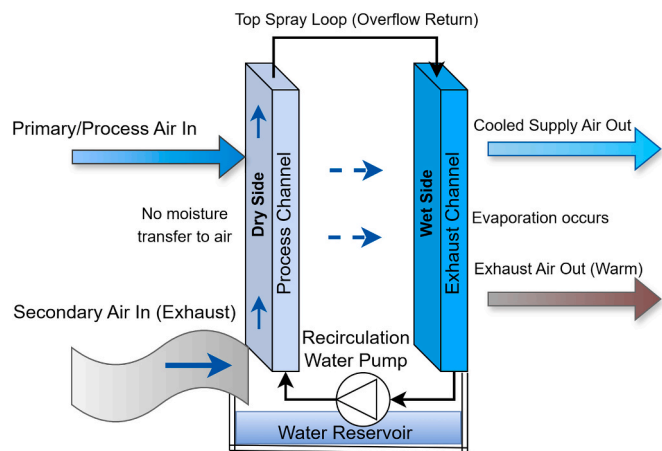 Top Spray Loop (Overflow Return)
Primary/Process Air In
Cooled Supply Air Out
Dry Side
Process Channel
Wet Side
Exhaust Channel
No moisture
transfer to air
Evaporation occurs
Exhaust Air Out (Warm)
Secondary Air In (Exhaust)
Recirculation
Water Pump
Water Reservoir